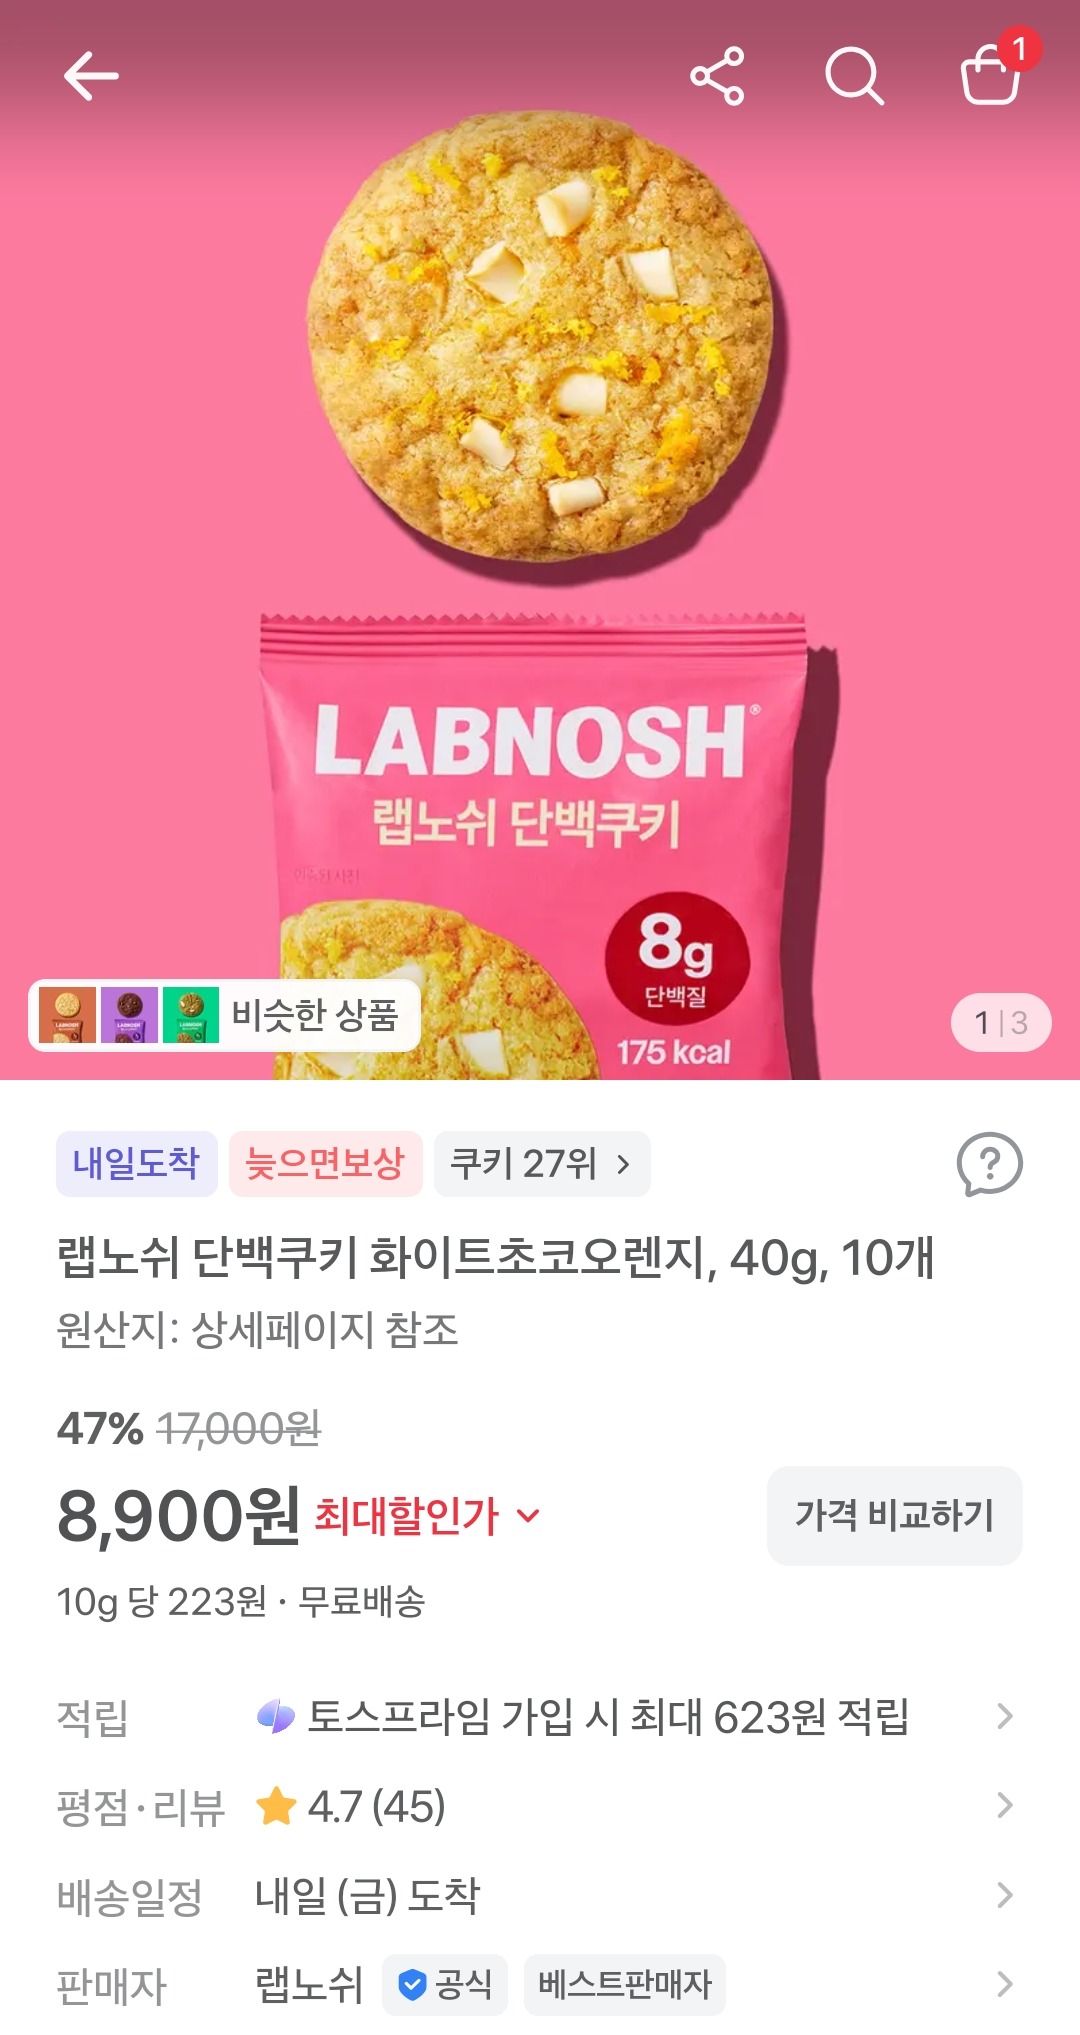 1
LABNOSH®
랩노쉬 단백쿠키
8g
단백질
175 kcal
비슷한 상품
1 | 3
내일도착
늦으면보상
쿠키 27위
랩노쉬 단백쿠키 화이트초코오렌지, 40g, 10개
원산지: 상세페이지 참조
47% 17,000원
8,900원 최대할인가
가격 비교하기
10g 당 223원 · 무료배송
적립 토스프라임 가입 시 최대 623원 적립
평점·리뷰 4.7 (45)
배송일정 내일 (금) 도착
판매자 랩노쉬 공식 베스트판매자